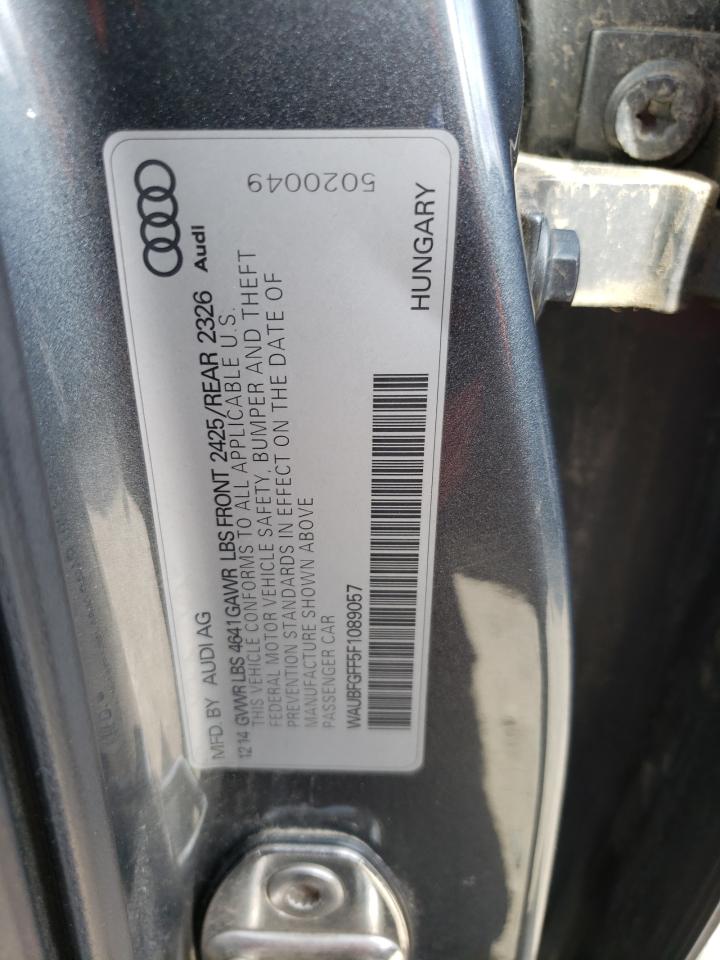 MFD. BY AUDI AG
12 14 GVWR LBS 4641 GAWR LBS FRONT 2425/REAR 2326
THIS VEHICLE CONFORMS TO ALL APPLICABLE U.S.
FEDERAL MOTOR VEHICLE SAFETY, BUMPER AND THEFT
PREVENTION STANDARDS IN EFFECT ON THE DATE OF
MANUFACTURE SHOWN ABOVE
PASSENGER CAR
WAUBFGFF5F1089057
Audi
5020049
HUNGARY